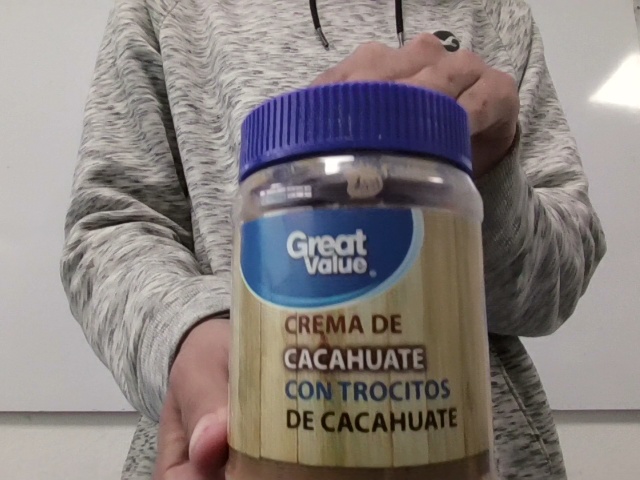 Great
Value
CREMA DE
CACAHUATE
CON TROCITOS
DE CACAHUATE